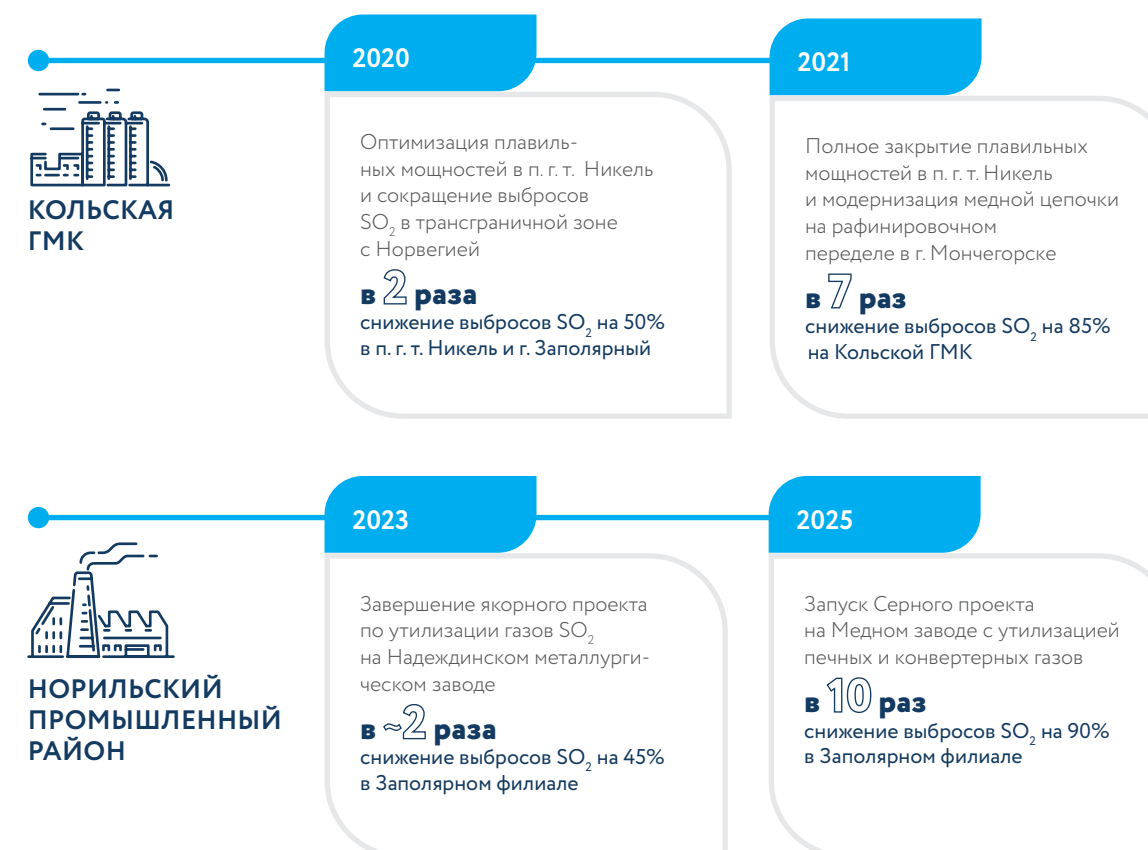 КОЛЬСКАЯ
ГМК
2020
Оптимизация плавиль-
ных мощностей в п. г. т. Никель
и сокращение выбросов
SO₂ в трансграничной зоне
с Норвегией
в 2 раза
снижение выбросов SO₂ на 50%
в п. г. т. Никель и г. Заполярный
2021
Полное закрытие плавильных
мощностей в п. г. т. Никель
и модернизация медной цепочки
на рафинировочном
переделе в г. Мончегорске
в 7 раз
снижение выбросов SO₂ на 85%
на Кольской ГМК
НОРИЛЬСКИЙ
ПРОМЫШЛЕННЫЙ
РАЙОН
2023
Завершение якорного проекта
по утилизации газов SO₂
на Надеждинском металлурги-
ческом заводе
в ~2 раза
снижение выбросов SO₂ на 45%
в Заполярном филиале
2025
Запуск Серного проекта
на Медном заводе с утилизацией
печных и конвертерных газов
в 10 раз
снижение выбросов SO₂ на 90%
в Заполярном филиале